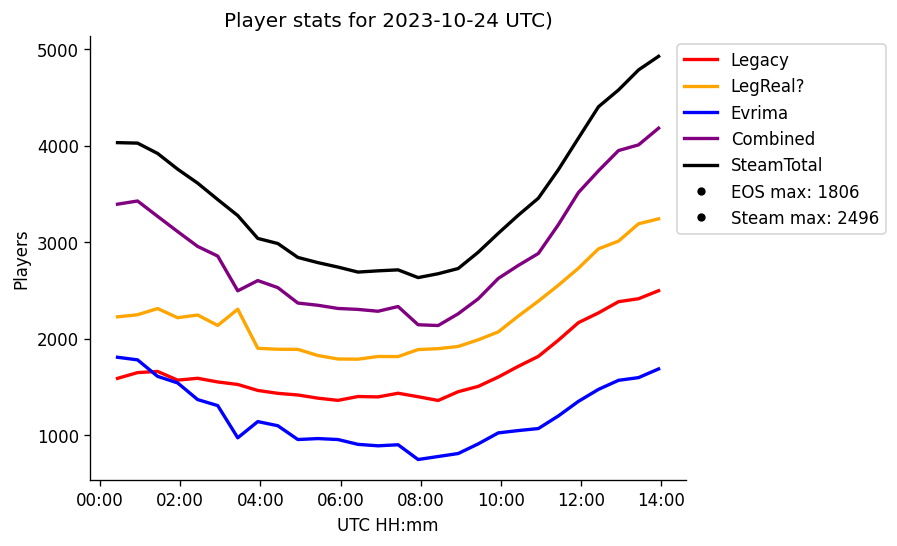 Player stats for 2023-10-24 UTC)
5000
4000
3000
2000
1000
Players
00:00 02:00 04:00 06:00 08:00 10:00 12:00 14:00
UTC HH:mm
Legacy
LegReal?
Evrima
Combined
SteamTotal
EOS max: 1806
Steam max: 2496